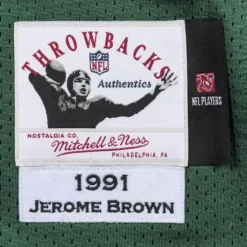 THROWBACKS
NFL
Authentics
NFL PLAYERS
NOSTALGIA CO.
Mitchell & Ness
PHILADELPHIA, PA.
1991
JEROME BROWN